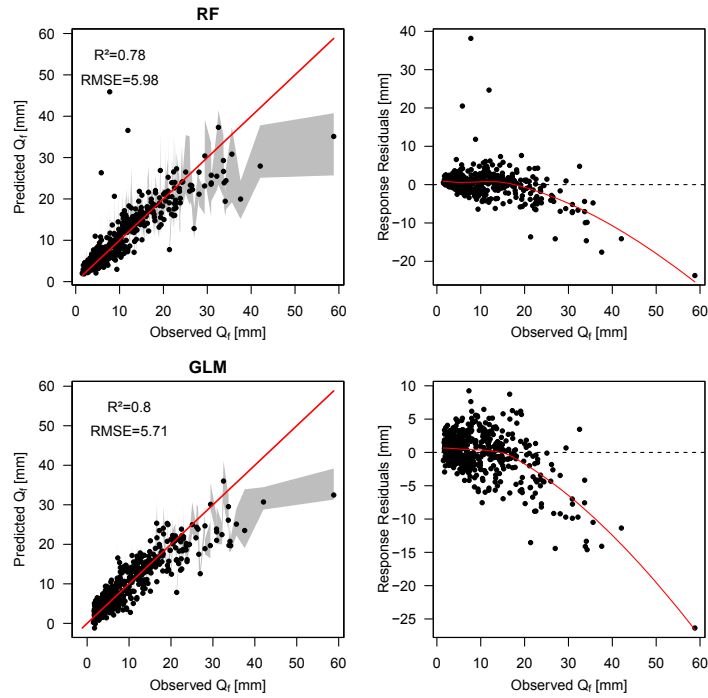 RF
R²=0.78
RMSE=5.98
60
50
40
30
20
10
0
Predicted Qf [mm]
0 10 20 30 40 50 60
Observed Qf [mm]
40
30
20
10
0
−10
−20
Response Residuals [mm]
0 10 20 30 40 50 60
Observed Qf [mm]
GLM
R²=0.8
RMSE=5.71
60
50
40
30
20
10
0
Predicted Qf [mm]
0 10 20 30 40 50 60
Observed Qf [mm]
10
5
0
−5
−10
−15
−20
−25
Response Residuals [mm]
0 10 20 30 40 50 60
Observed Qf [mm]